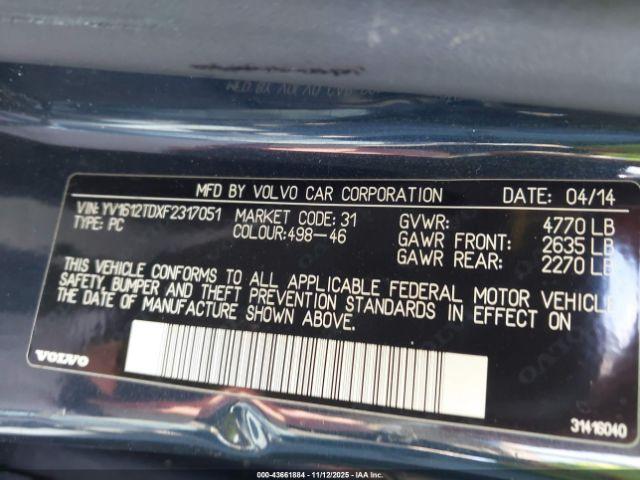 MFD BY VOLVO CAR CORPORATION DATE: 04/14
VIN: YV1612TDXF2317051 MARKET CODE: 31 GVWR: 4770 LB
TYPE: PC COLOUR: 498-46 GAWR FRONT: 2635 LB
GAWR REAR: 2270 LB
THIS VEHICLE CONFORMS TO ALL APPLICABLE FEDERAL MOTOR VEHICLE
SAFETY, BUMPER AND THEFT PREVENTION STANDARDS IN EFFECT ON
THE DATE OF MANUFACTURE SHOWN ABOVE.
VOLVO
31416040
000-43661884 | 11/12/2025 - IAA Inc.